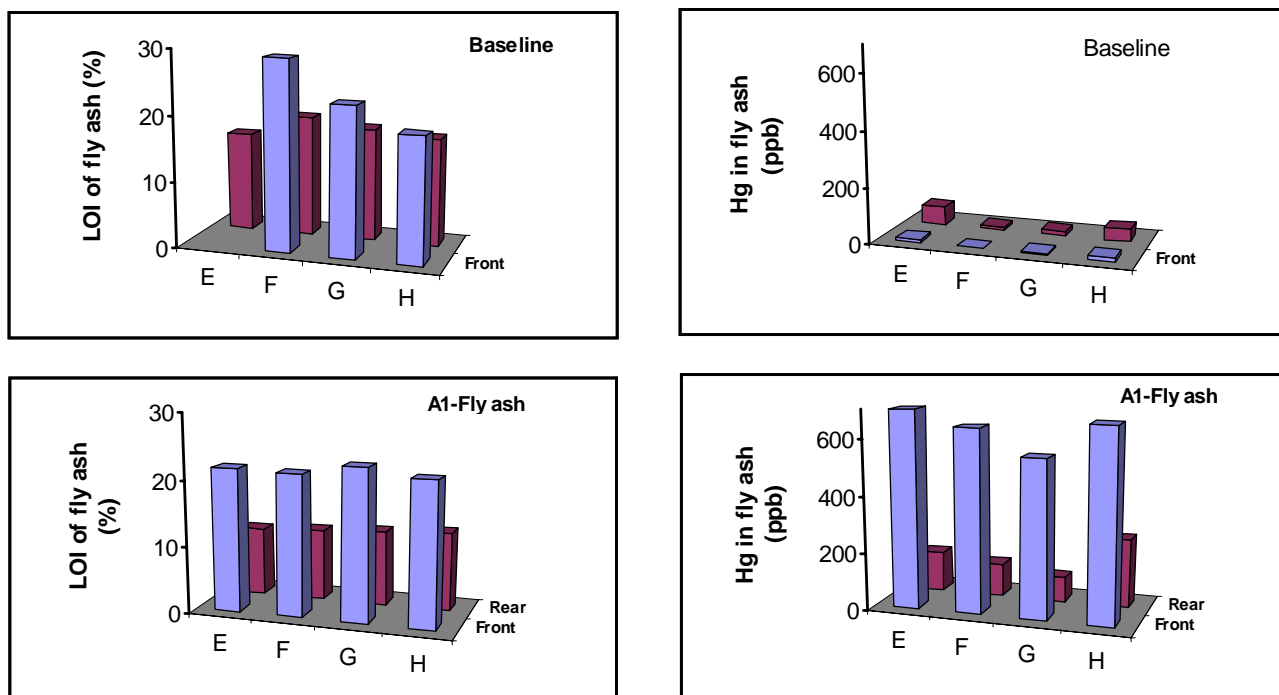 Baseline
LOI of fly ash (%)
30
20
10
0
E
F
G
H
Front
Baseline
Hg in fly ash
(ppb)
600
400
200
0
E
F
G
H
Front
A1-Fly ash
LOI of fly ash
(%)
30
20
10
0
E
F
G
H
Rear
Front
A1-Fly ash
Hg in fly ash
(ppb)
600
400
200
0
E
F
G
H
Rear
Front